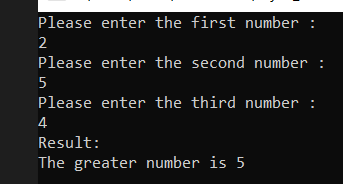 Please enter the first number :
2
Please enter the second number :
5
Please enter the third number :
4
Result:
The greater number is 5